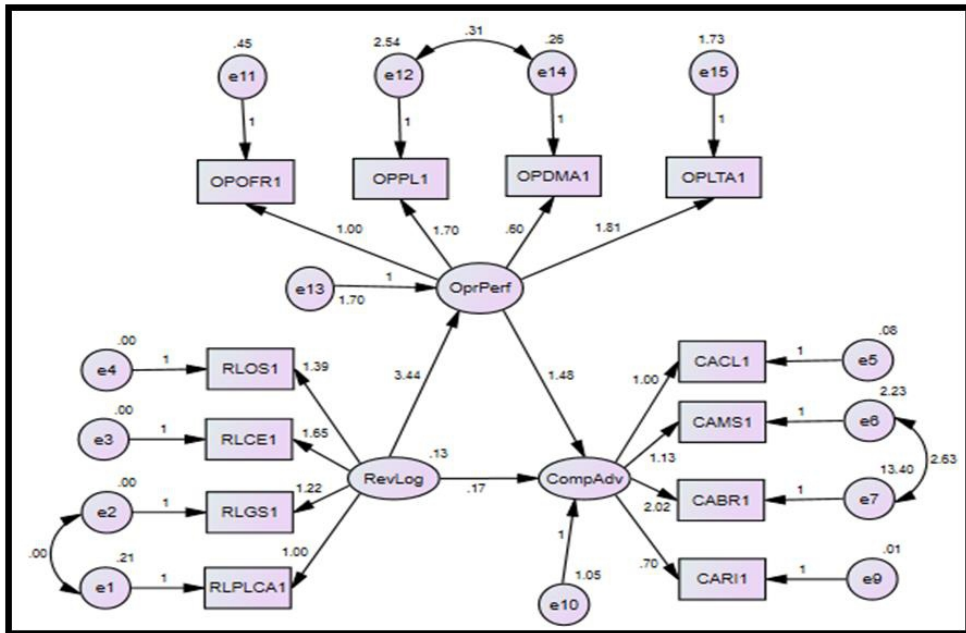 .31
.45
2.54
.26
1.73
e11
e12
e14
e15
1
1
1
1
OPOFR1
OPPL1
OPDMA1
OPLTA1
1.00
1.70
.60
1.81
e13
1
1.70
OprPerf
.00
e4
1
RLOS1
1.39
3.44
1.48
.08
CACL1
1
e5
1.00
.00
e3
1
RLCE1
1.65
2.23
CAMS1
1
e6
1.13
.13
RevLog
.17
CompAdv
2.63
.00
e2
1
RLGS1
1.22
13.40
CABR1
1
e7
2.02
.00
.21
e1
1
RLPLCA1
1.00
1
1.05
e10
.70
.01
CARI1
1
e9